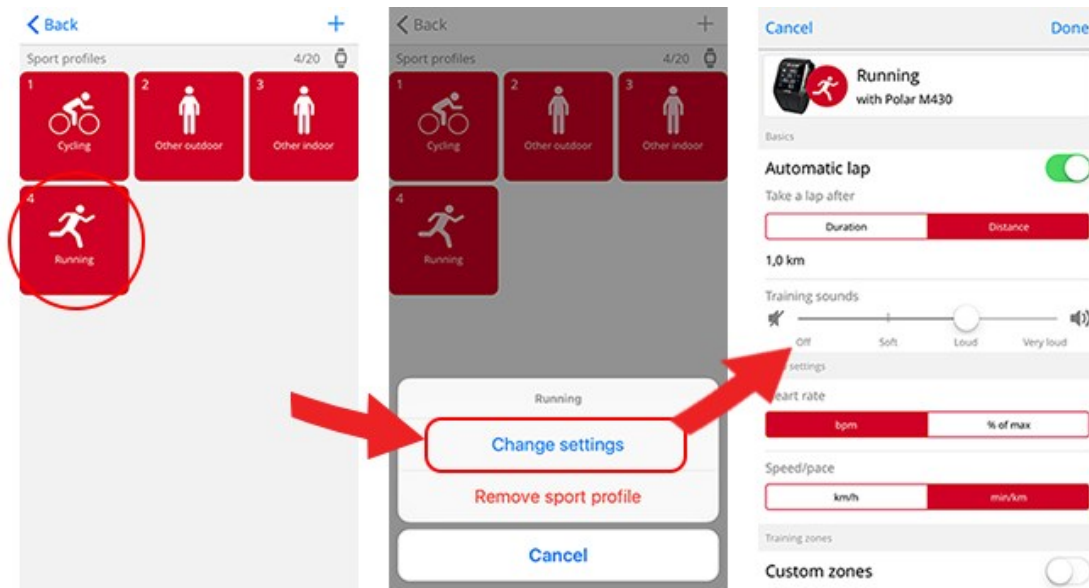 Back
+
Sport profiles 4/20
1
Cycling
2
Other outdoor
3
Other indoor
4
Running
Back
+
Sport profiles 4/20
1
Cycling
2
Other outdoor
3
Other indoor
4
Running
Running
Change settings
Remove sport profile
Cancel
Cancel Done
Running
with Polar M430
Basics
Automatic lap
Take a lap after
Duration Distance
1,0 km
Training sounds
Off Soft Loud Very loud
settings
Heart rate
bpm % of max
Speed/pace
km/h min/km
Training zones
Custom zones